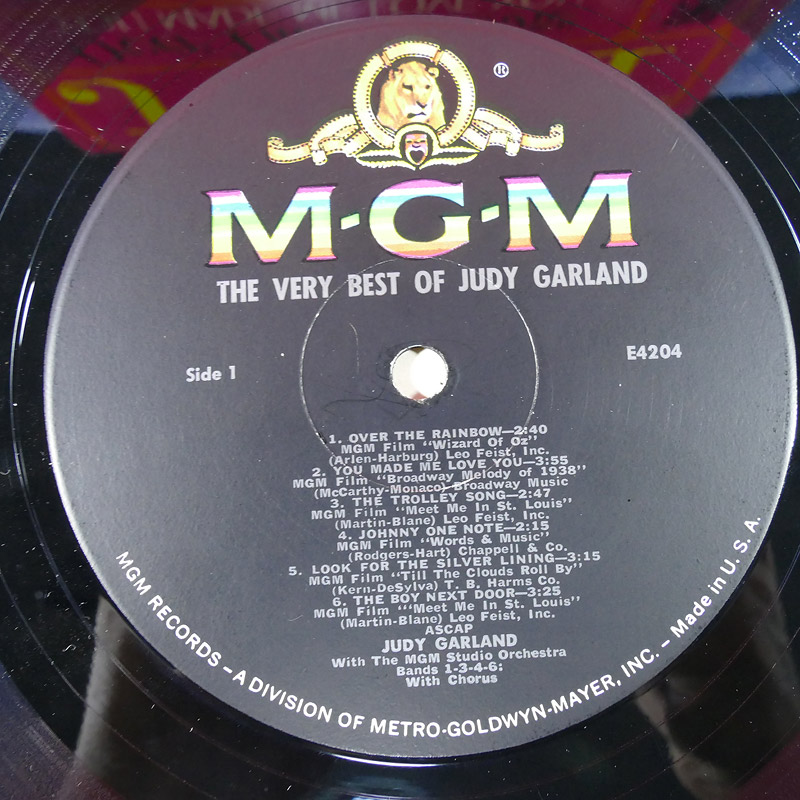 ®
M·G·M
THE VERY BEST OF JUDY GARLAND
Side 1
E4204
1. OVER THE RAINBOW—2:40
MGM Film "Wizard Of Oz"
(Arlen-Harburg) Leo Feist, Inc.
2. YOU MADE ME LOVE YOU—3:55
MGM Film "Broadway Melody of 1938"
(McCarthy-Monaco) Broadway Music
3. THE TROLLEY SONG—2:47
MGM Film "Meet Me In St. Louis"
(Martin-Blane) Leo Feist, Inc.
4. JOHNNY ONE NOTE—2:15
MGM Film "Words & Music"
(Rodgers-Hart) Chappell & Co.
5. LOOK FOR THE SILVER LINING—3:15
MGM Film "Till The Clouds Roll By"
(Kern-DeSylva) T. B. Harms Co.
6. THE BOY NEXT DOOR—3:25
MGM Film "'Meet Me In St. Louis"
(Martin-Blane) Leo Feist, Inc.
ASCAP
JUDY GARLAND
With The MGM Studio Orchestra
Bands 1-3-4-6:
With Chorus
MGM RECORDS – A DIVISION OF METRO-GOLDWYN-MAYER, INC. – Made in U. S. A.